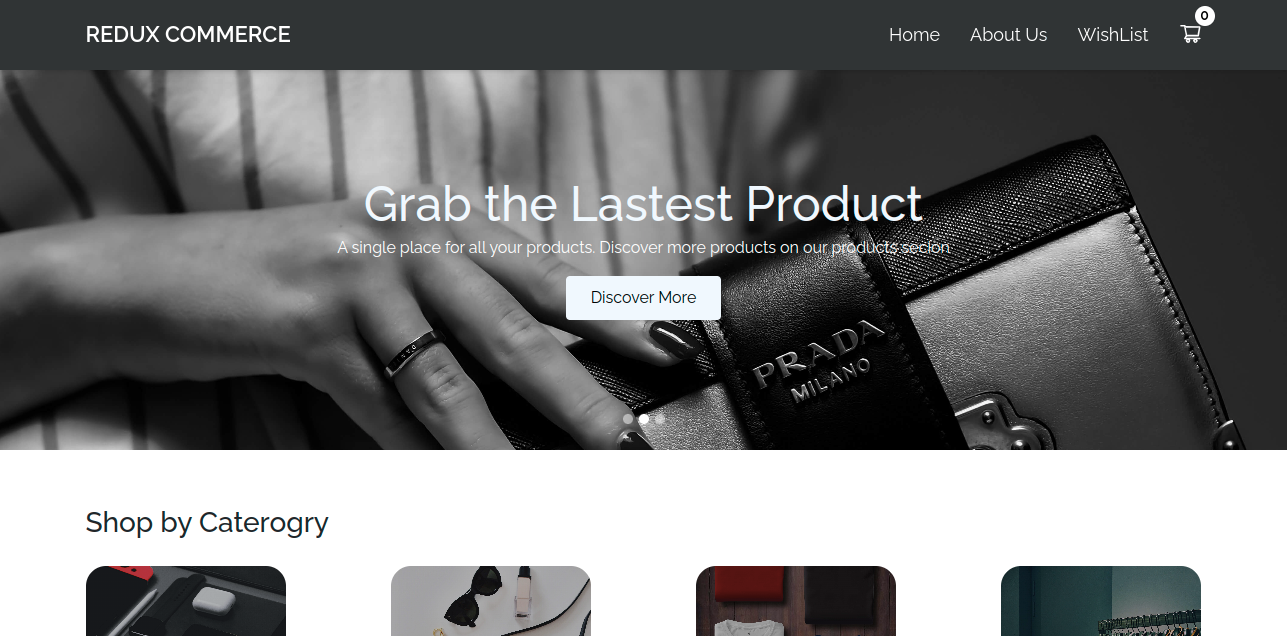 REDUX COMMERCE
Home About Us WishList 0
Grab the Lastest Product
A single place for all your products. Discover more products on our products secion
Discover More
PRADA
MILANO
Shop by Caterogry